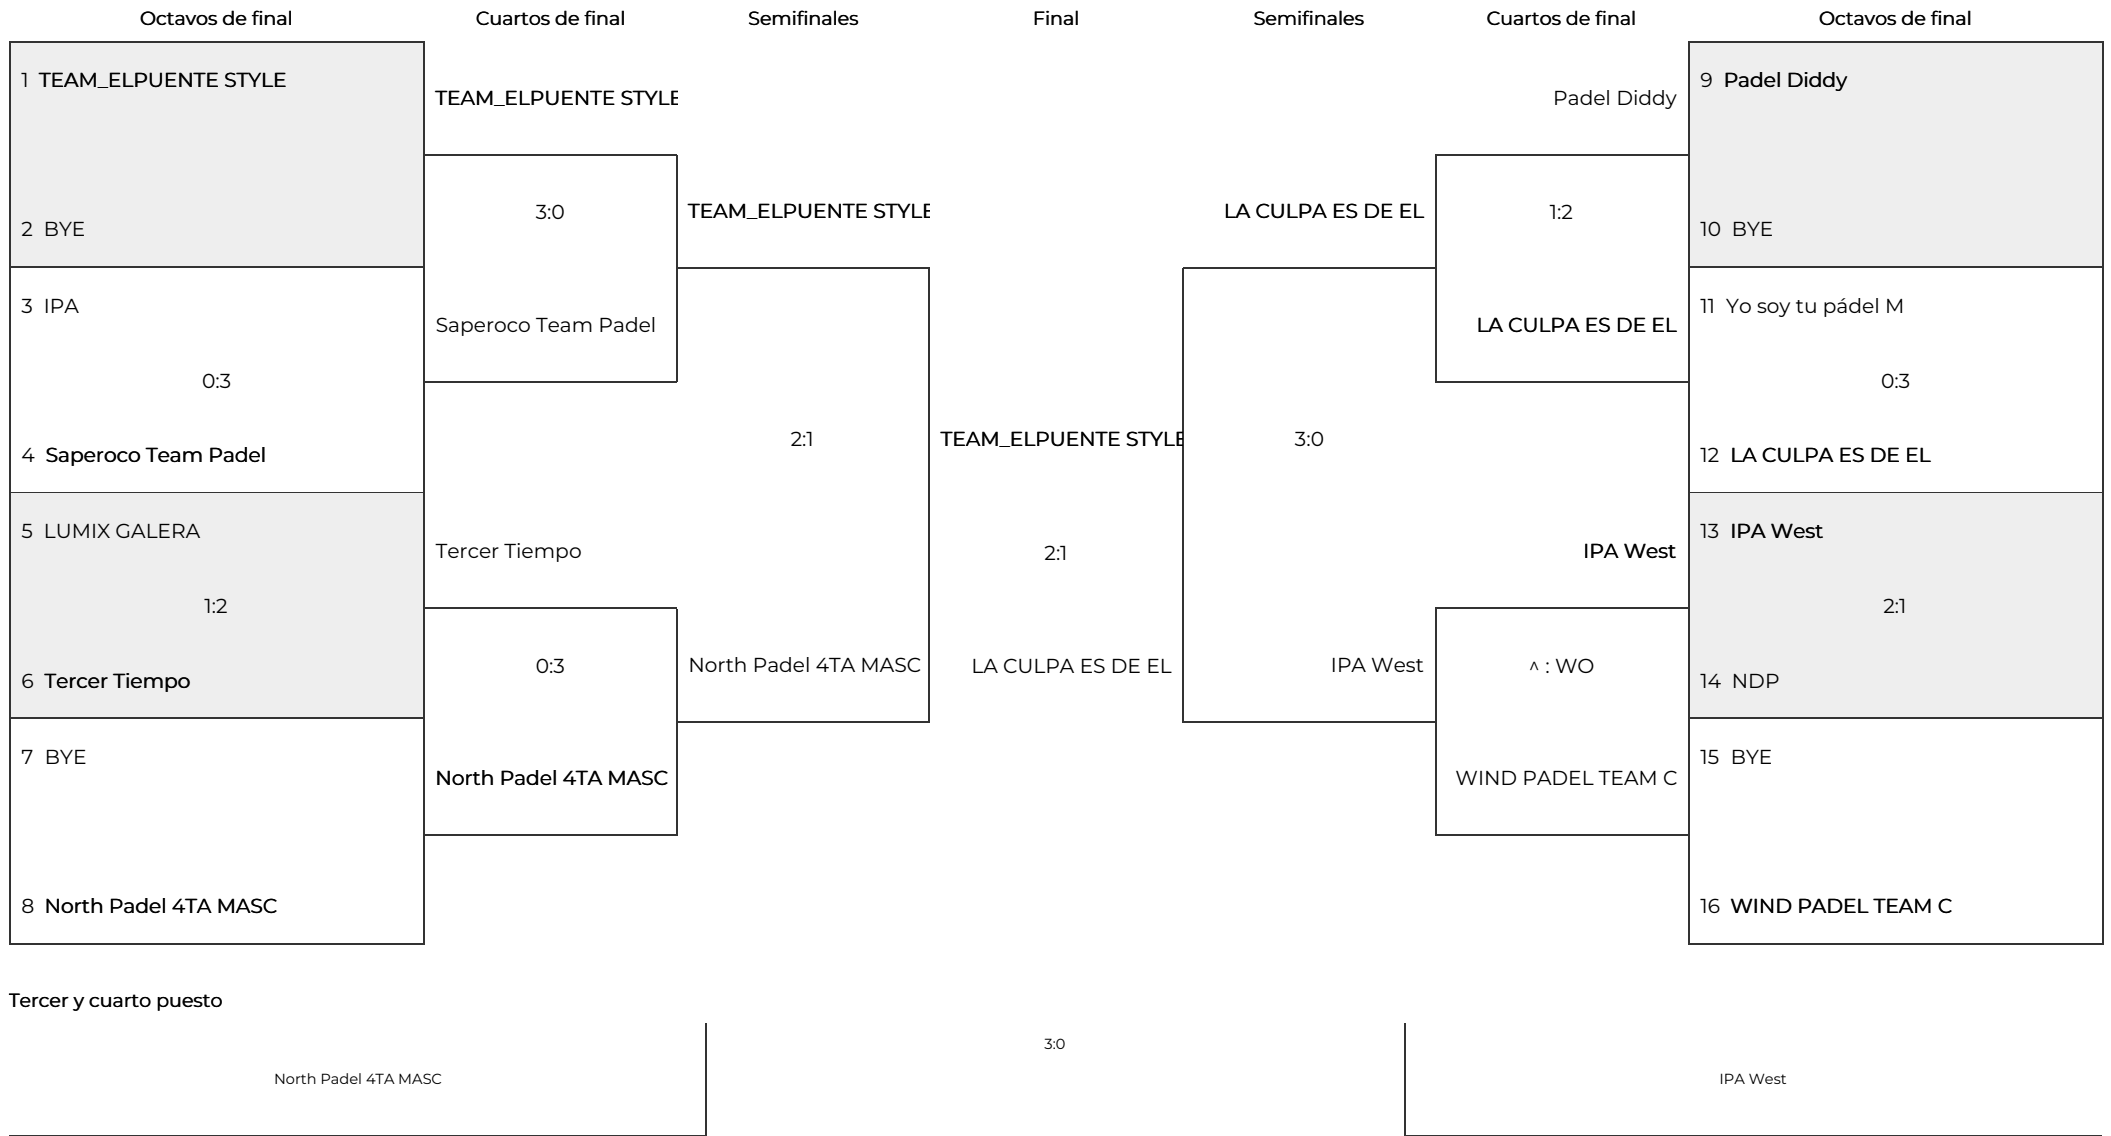 Octavos de final
Cuartos de final
Semifinales
Final
Semifinales
Cuartos de final
Octavos de final
1 TEAM_ELPUENTE STYLE
2 BYE
3 IPA
0:3
4 Saperoco Team Padel
5 LUMIX GALERA
1:2
6 Tercer Tiempo
7 BYE
8 North Padel 4TA MASC
TEAM_ELPUENTE STYLE
3:0
Saperoco Team Padel
Tercer Tiempo
0:3
North Padel 4TA MASC
TEAM_ELPUENTE STYLE
2:1
North Padel 4TA MASC
TEAM_ELPUENTE STYLE
2:1
LA CULPA ES DE EL
LA CULPA ES DE EL
3:0
IPA West
Padel Diddy
1:2
LA CULPA ES DE EL
IPA West
^ : WO
WIND PADEL TEAM C
9 Padel Diddy
10 BYE
11 Yo soy tu pádel M
0:3
12 LA CULPA ES DE EL
13 IPA West
2:1
14 NDP
15 BYE
16 WIND PADEL TEAM C
Tercer y cuarto puesto
North Padel 4TA MASC
3:0
IPA West